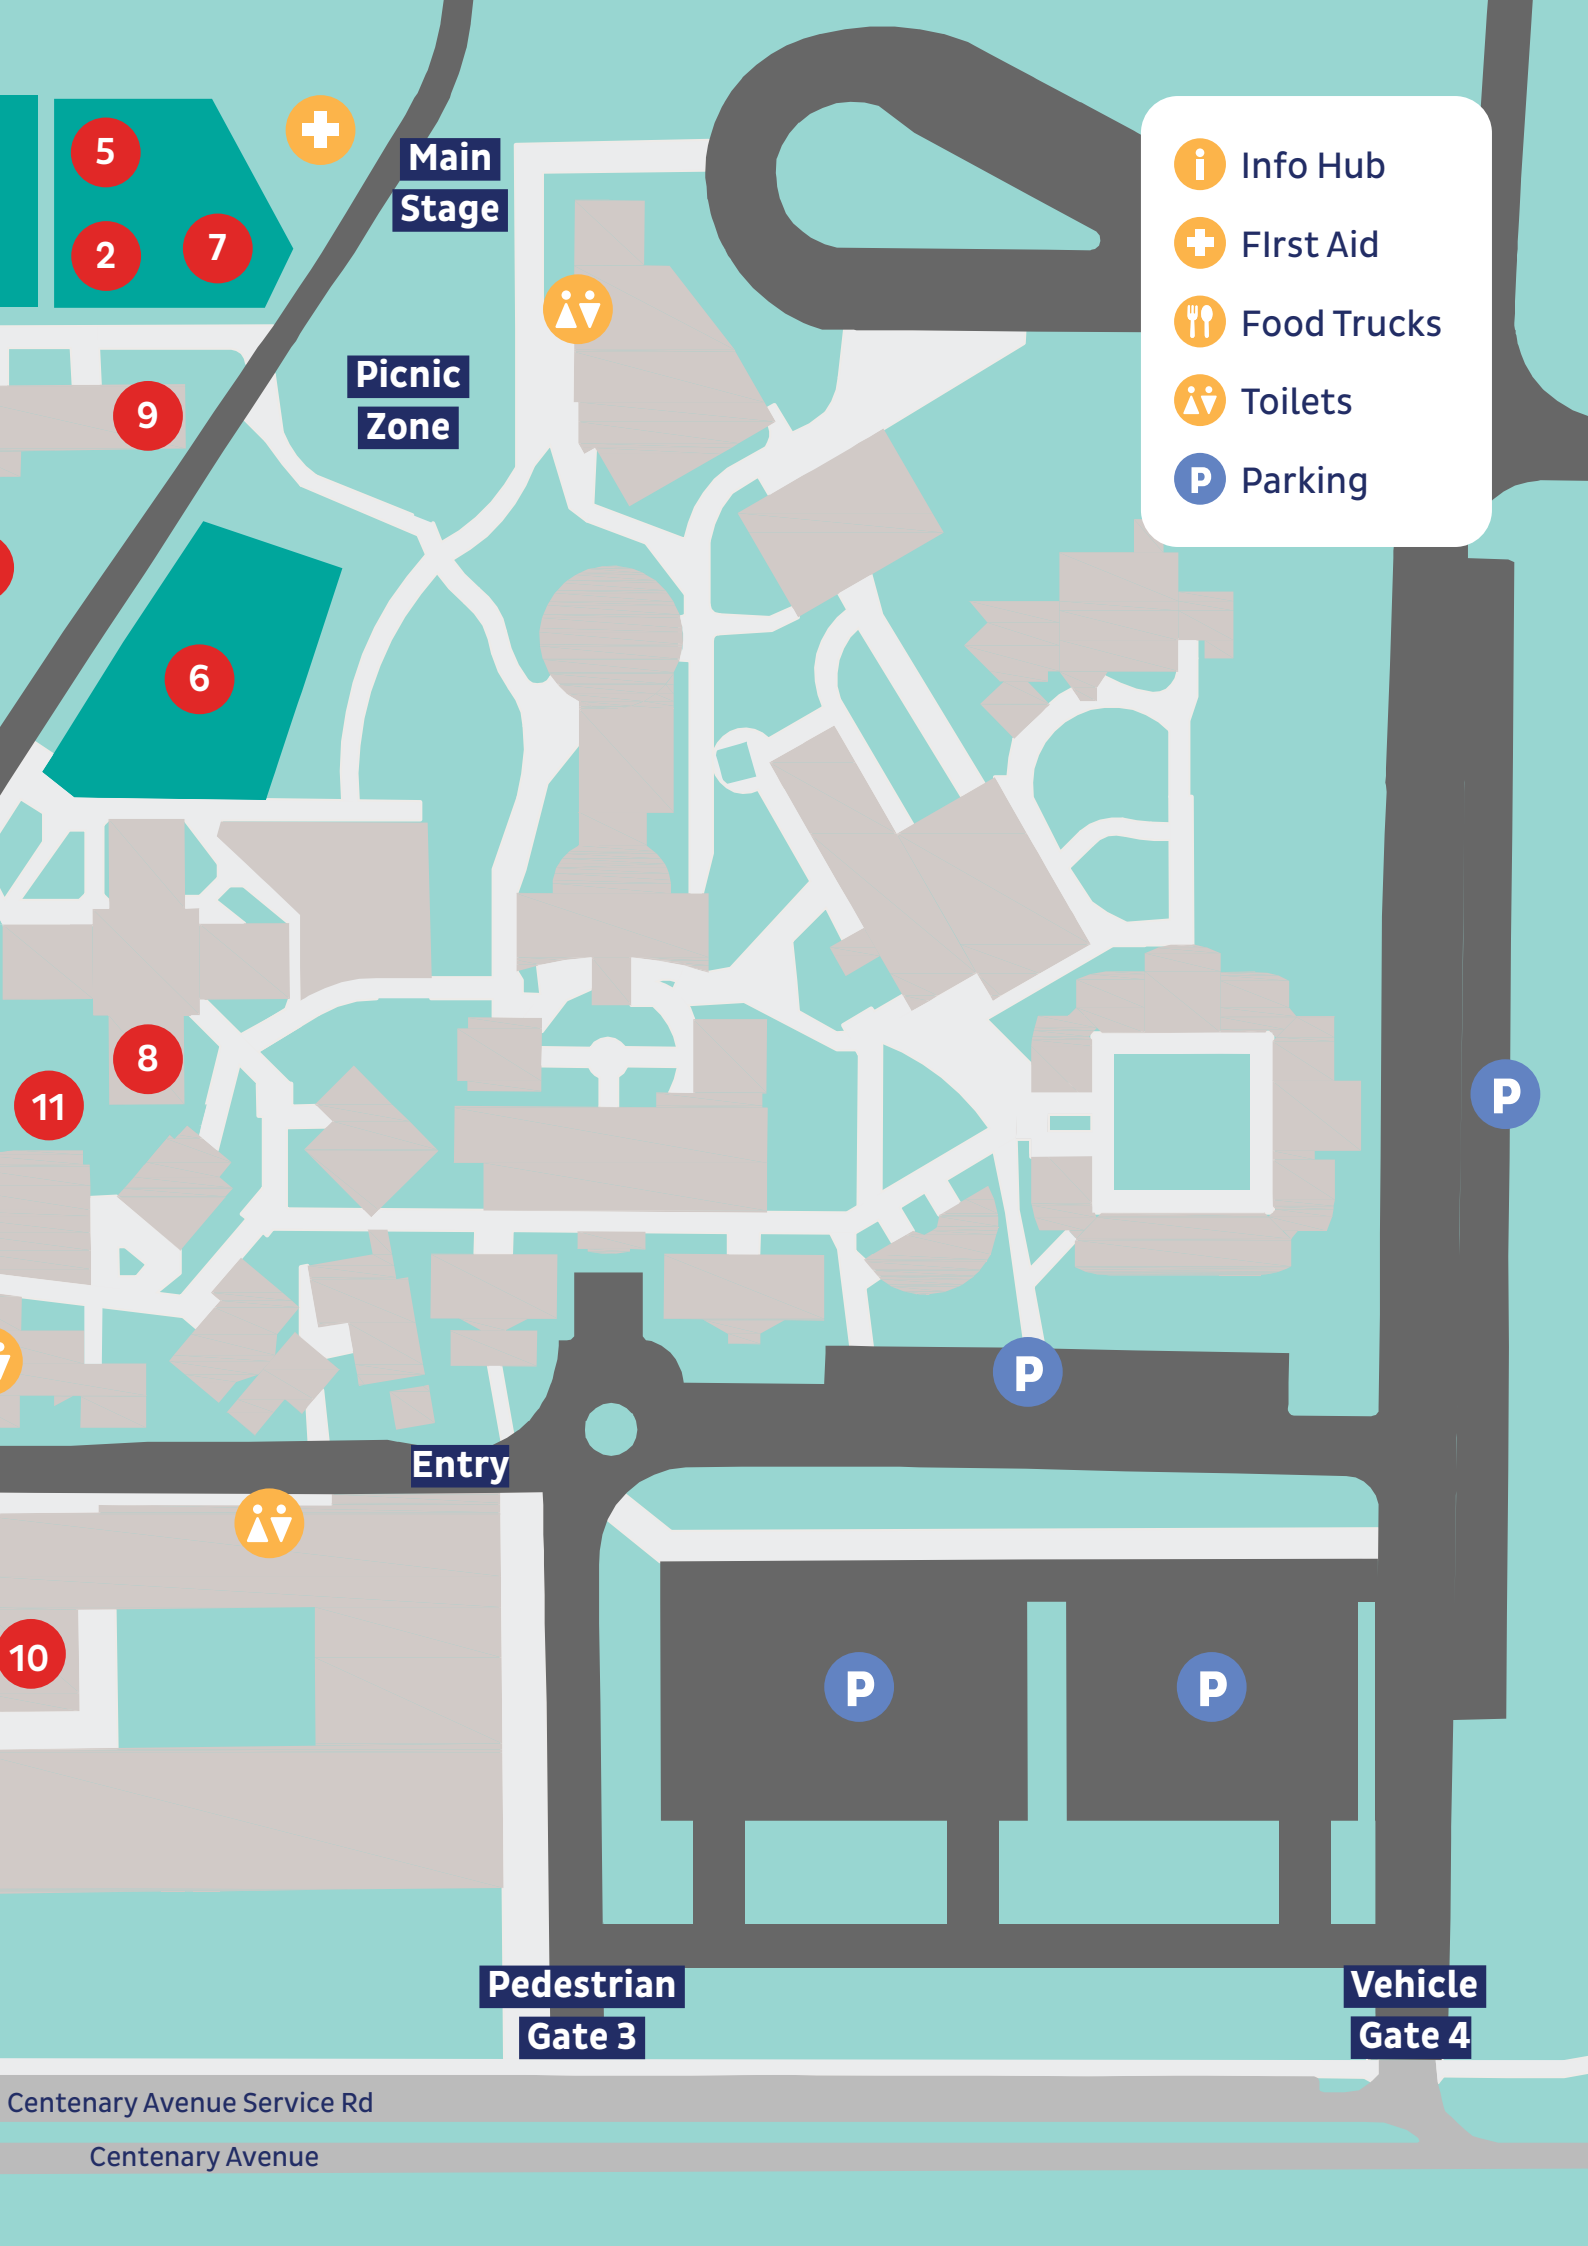 5
Main
Stage
2
7
Info Hub
FIrst Aid
Food Trucks
Toilets
P Parking
Picnic
Zone
9
6
8
11
P
P
Entry
10
P
P
Pedestrian
Gate 3
Vehicle
Gate 4
Centenary Avenue Service Rd
Centenary Avenue